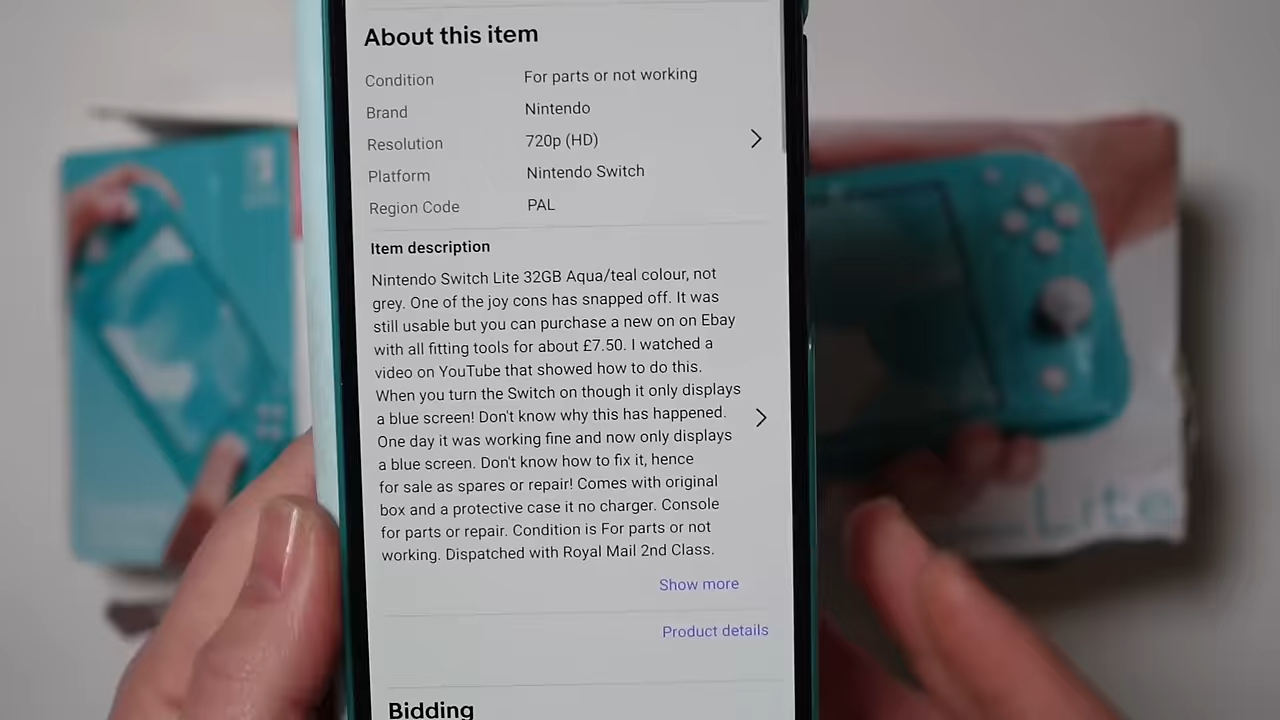 About this item
Condition For parts or not working
Brand Nintendo
Resolution 720p (HD)
Platform Nintendo Switch
Region Code PAL
Item description
Nintendo Switch Lite 32GB Aqua/teal colour, not
grey. One of the joy cons has snapped off. It was
still usable but you can purchase a new on on Ebay
with all fitting tools for about £7.50. I watched a
video on YouTube that showed how to do this.
When you turn the Switch on though it only displays
a blue screen! Don't know why this has happened.
One day it was working fine and now only displays
a blue screen. Don't know how to fix it, hence
for sale as spares or repair! Comes with original
box and a protective case it no charger. Console
for parts or repair. Condition is For parts or not
working. Dispatched with Royal Mail 2nd Class.
Show more
Product details
Bidding
Lite